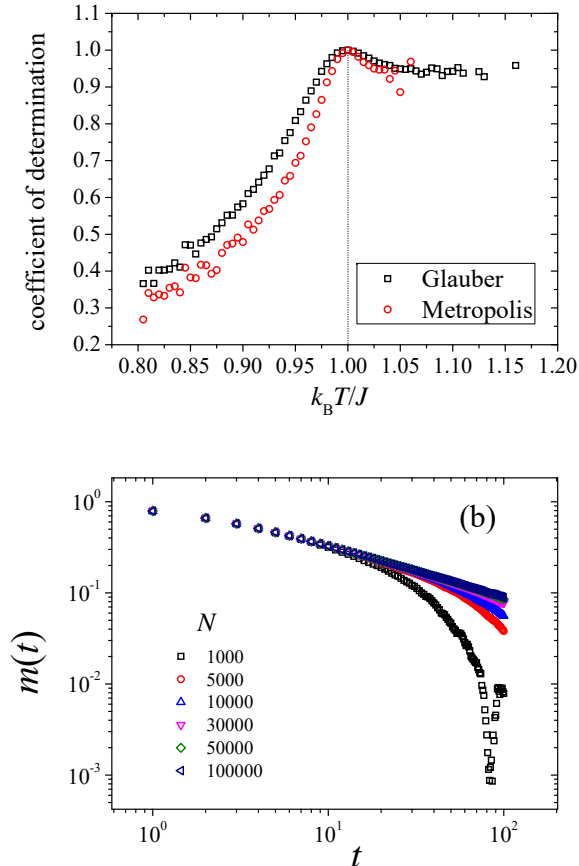 1.1
1.0
0.9
0.8
0.7
0.6
0.5
0.4
0.3
0.2
coefficient of determination
Glauber
Metropolis
0.80 0.85 0.90 0.95 1.00 1.05 1.10 1.15 1.20
k_B T/J
(b)
10^0
10^-1
10^-2
10^-3
m(t)
N
1000
5000
10000
30000
50000
100000
10^0 10^1 10^2
t